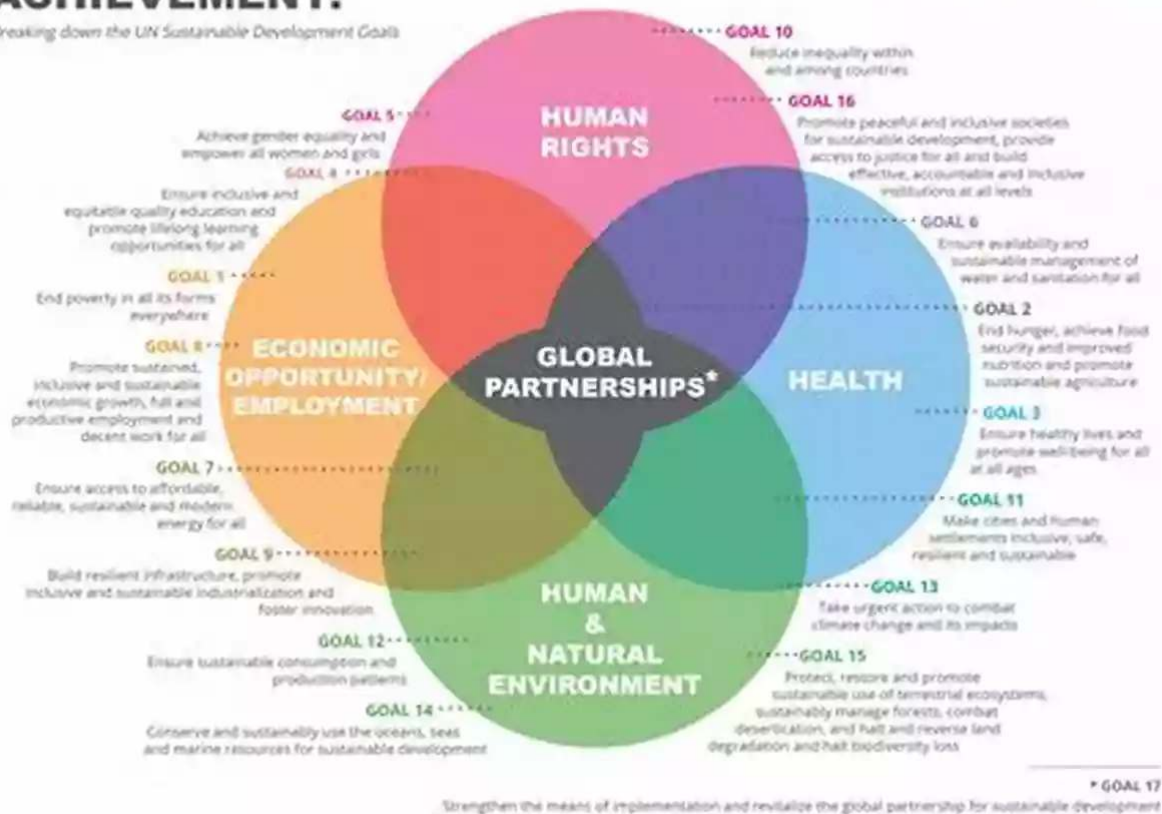 ACHIEVEMENT:
reaking down the UN Sustainable Development Goals
HUMAN
RIGHTS
ECONOMIC
OPPORTUNITY/
EMPLOYMENT
GLOBAL
PARTNERSHIPS*
HEALTH
HUMAN
&
NATURAL
ENVIRONMENT
GOAL 5
Achieve gender equality and
empower all women and girls
GOAL 4
Ensure inclusive and
equitable quality education and
promote lifelong learning
opportunities for all
GOAL 1
End poverty in all its forms
everywhere
GOAL 8
Promote sustained,
inclusive and sustainable
economic growth, full and
productive employment and
decent work for all
GOAL 7
Ensure access to affordable,
reliable, sustainable and modern
energy for all
GOAL 9
Build resilient infrastructure, promote
inclusive and sustainable industrialization and
foster innovation
GOAL 12
Ensure sustainable consumption and
production patterns
GOAL 14
Conserve and sustainably use the oceans, seas
and marine resources for sustainable development
GOAL 10
Reduce inequality within
and among countries
GOAL 16
Promote peaceful and inclusive societies
for sustainable development, provide
access to justice for all and build
effective, accountable and inclusive
institutions at all levels
GOAL 6
Ensure availability and
sustainable management of
water and sanitation for all
GOAL 2
End hunger, achieve food
security and improved
nutrition and promote
sustainable agriculture
GOAL 3
Ensure healthy lives and
promote well-being for all
at all ages
GOAL 11
Make cities and human
settlements inclusive, safe,
resilient and sustainable
GOAL 13
Take urgent action to combat
climate change and its impacts
GOAL 15
Protect, restore and promote
sustainable use of terrestrial ecosystems,
sustainably manage forests, combat
desertification, and halt and reverse land
degradation and halt biodiversity loss
* GOAL 17
Strengthen the means of implementation and revitalize the global partnership for sustainable development